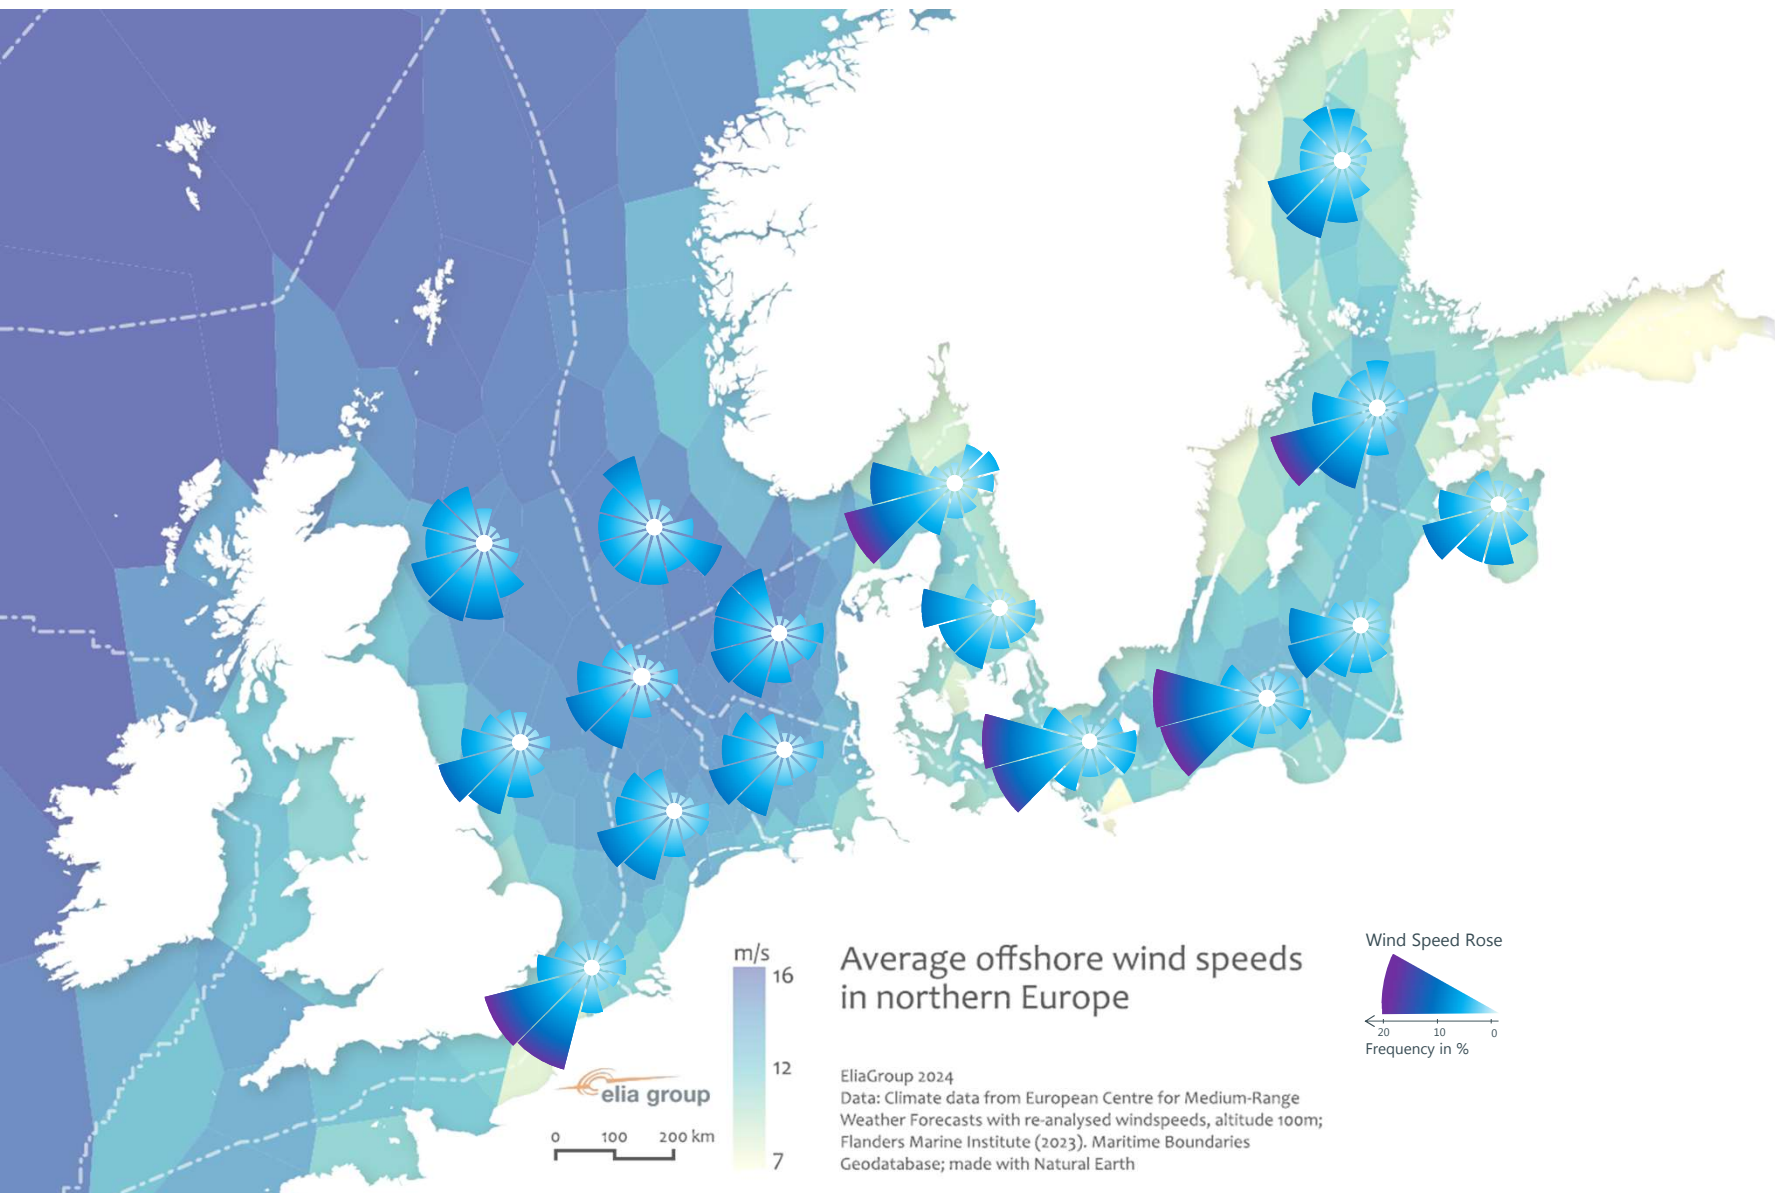 m/s
16
12
7
Average offshore wind speeds
in northern Europe
Wind Speed Rose
20 10 0
Frequency in %
elia group
0 100 200 km
EliaGroup 2024
Data: Climate data from European Centre for Medium-Range
Weather Forecasts with re-analysed windspeeds, altitude 100m;
Flanders Marine Institute (2023). Maritime Boundaries
Geodatabase; made with Natural Earth